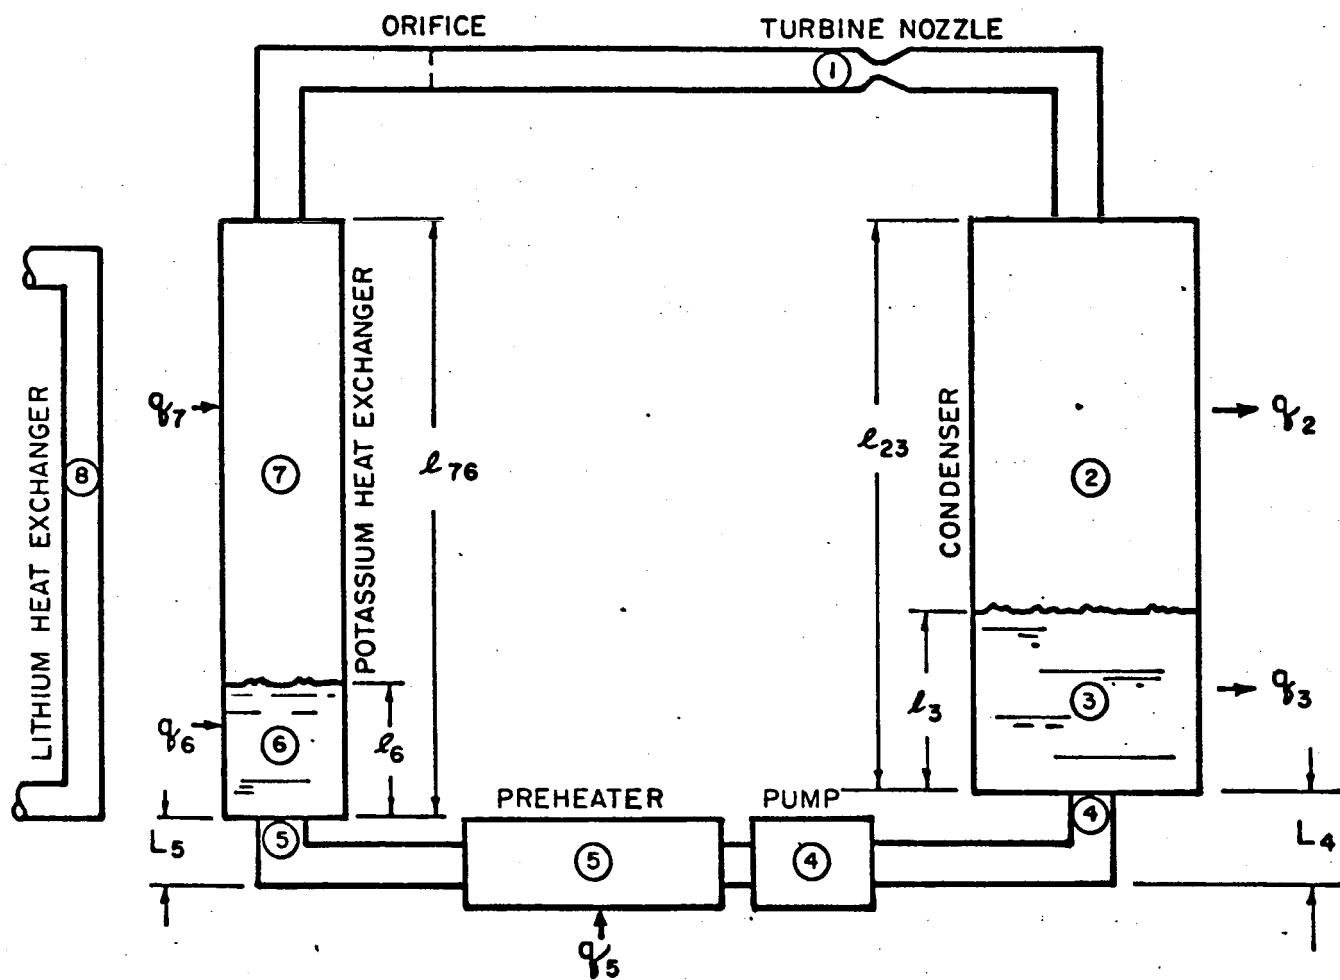 ORIFICE
TURBINE NOZZLE
1
LITHIUM HEAT EXCHANGER
8
q7
7
POTASSIUM HEAT EXCHANGER
ℓ76
ℓ23
CONDENSER
2
q2
q6
6
ℓ6
ℓ3
3
q3
L5
5
PREHEATER
5
q5
PUMP
4
4
L4